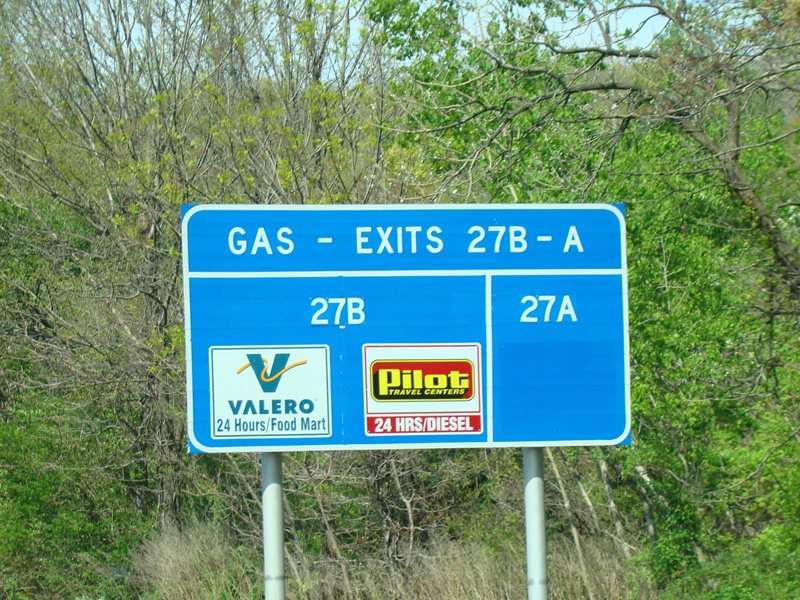 GAS - EXITS 27B - A
27B
27A
VALERO
24 Hours/Food Mart
Pilot
TRAVEL CENTERS
24 HRS/DIESEL